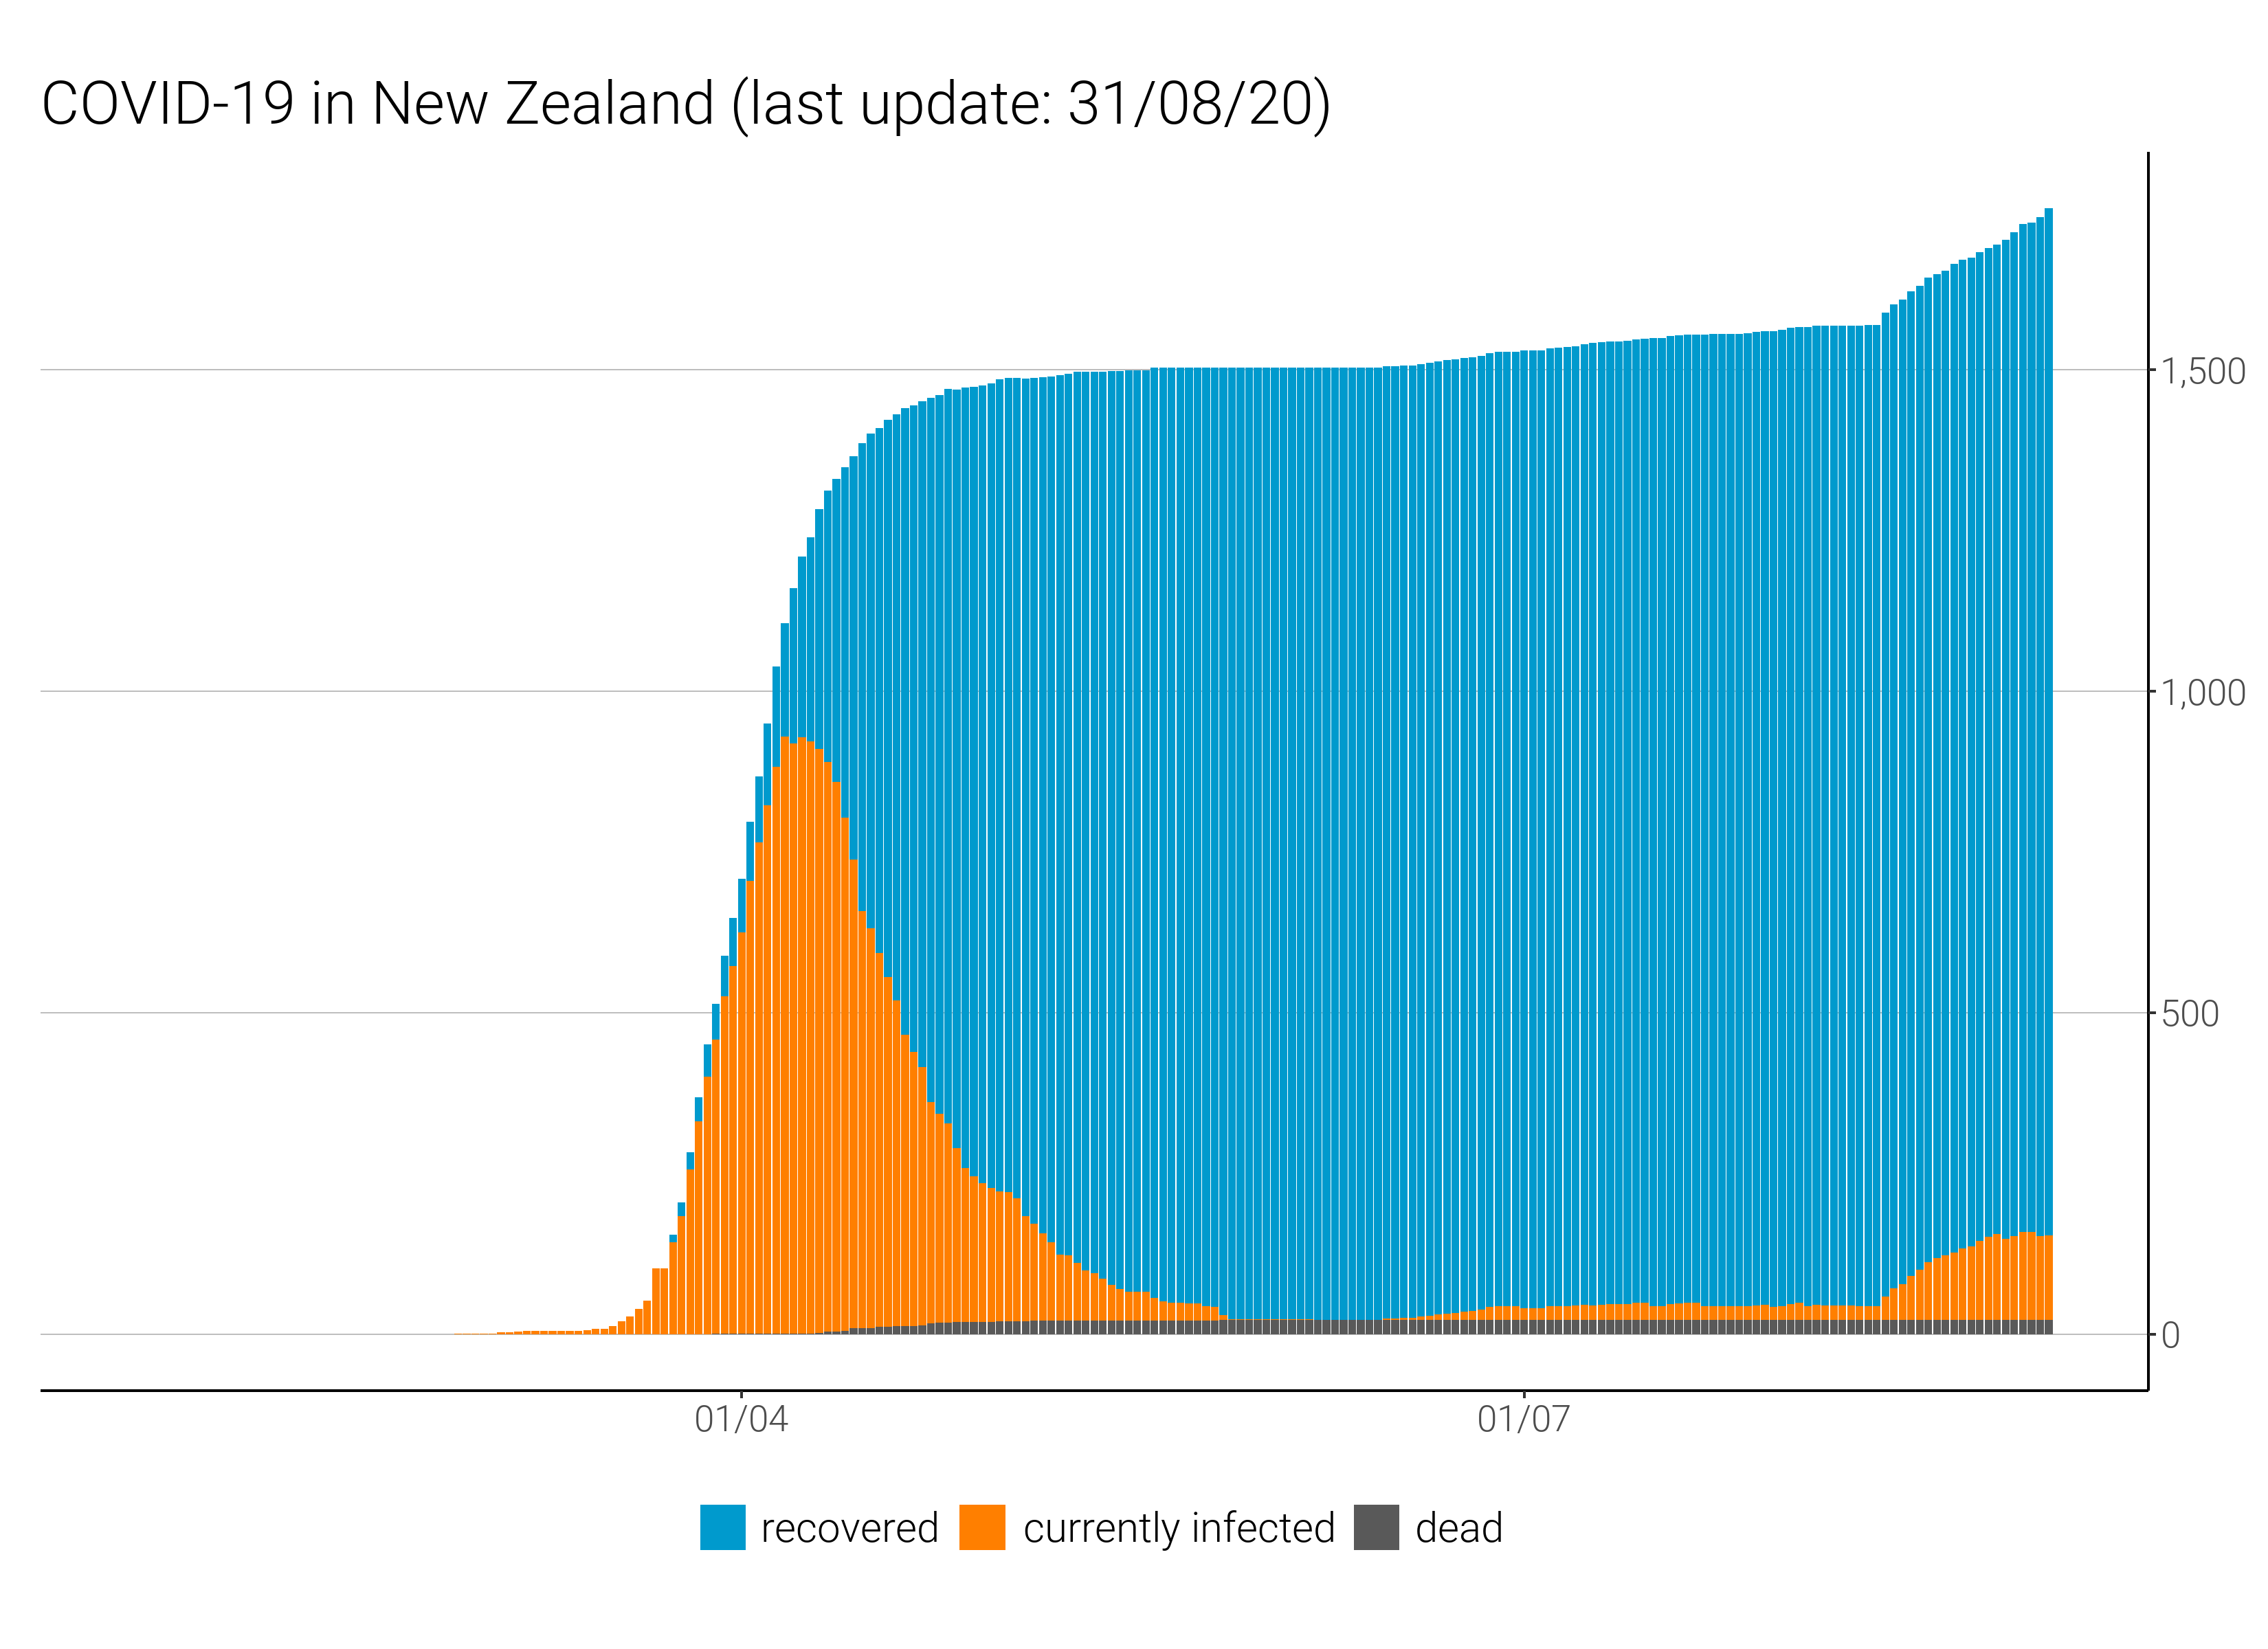 COVID-19 in New Zealand (last update: 31/08/20)
1,500
1,000
500
0
01/04 01/07
recovered currently infected dead